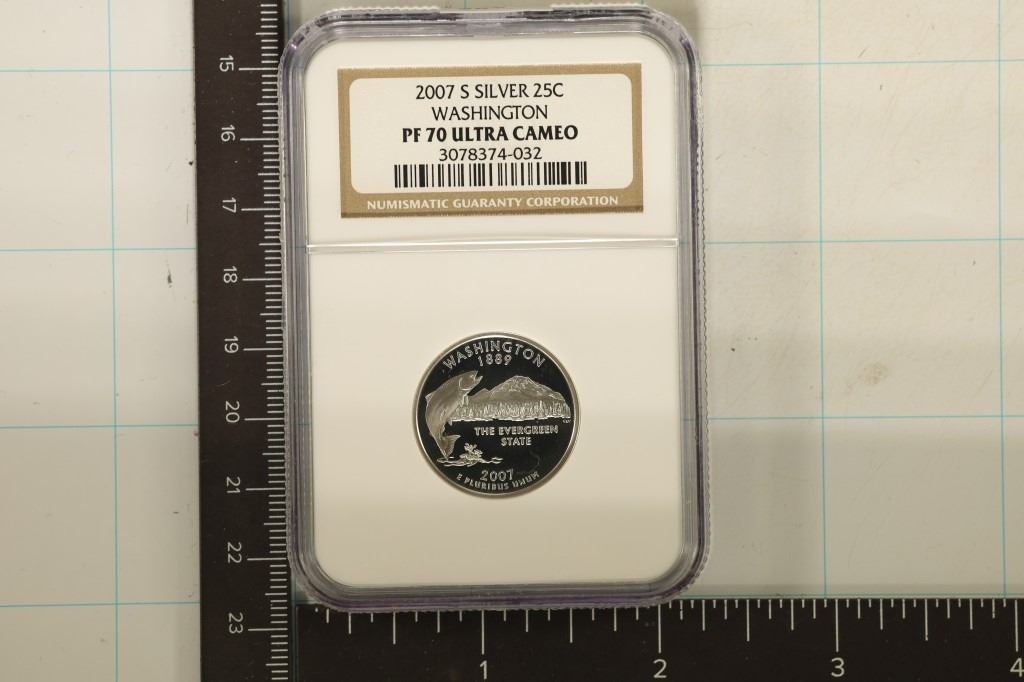 2007 S SILVER 25C
WASHINGTON
PF 70 ULTRA CAMEO
3078374-032
NUMISMATIC GUARANTY CORPORATION
WASHINGTON
1889
THE EVERGREEN
STATE
2007
E PLURIBUS UNUM
15
16
17
18
19
20
21
22
23
1 2 3 4